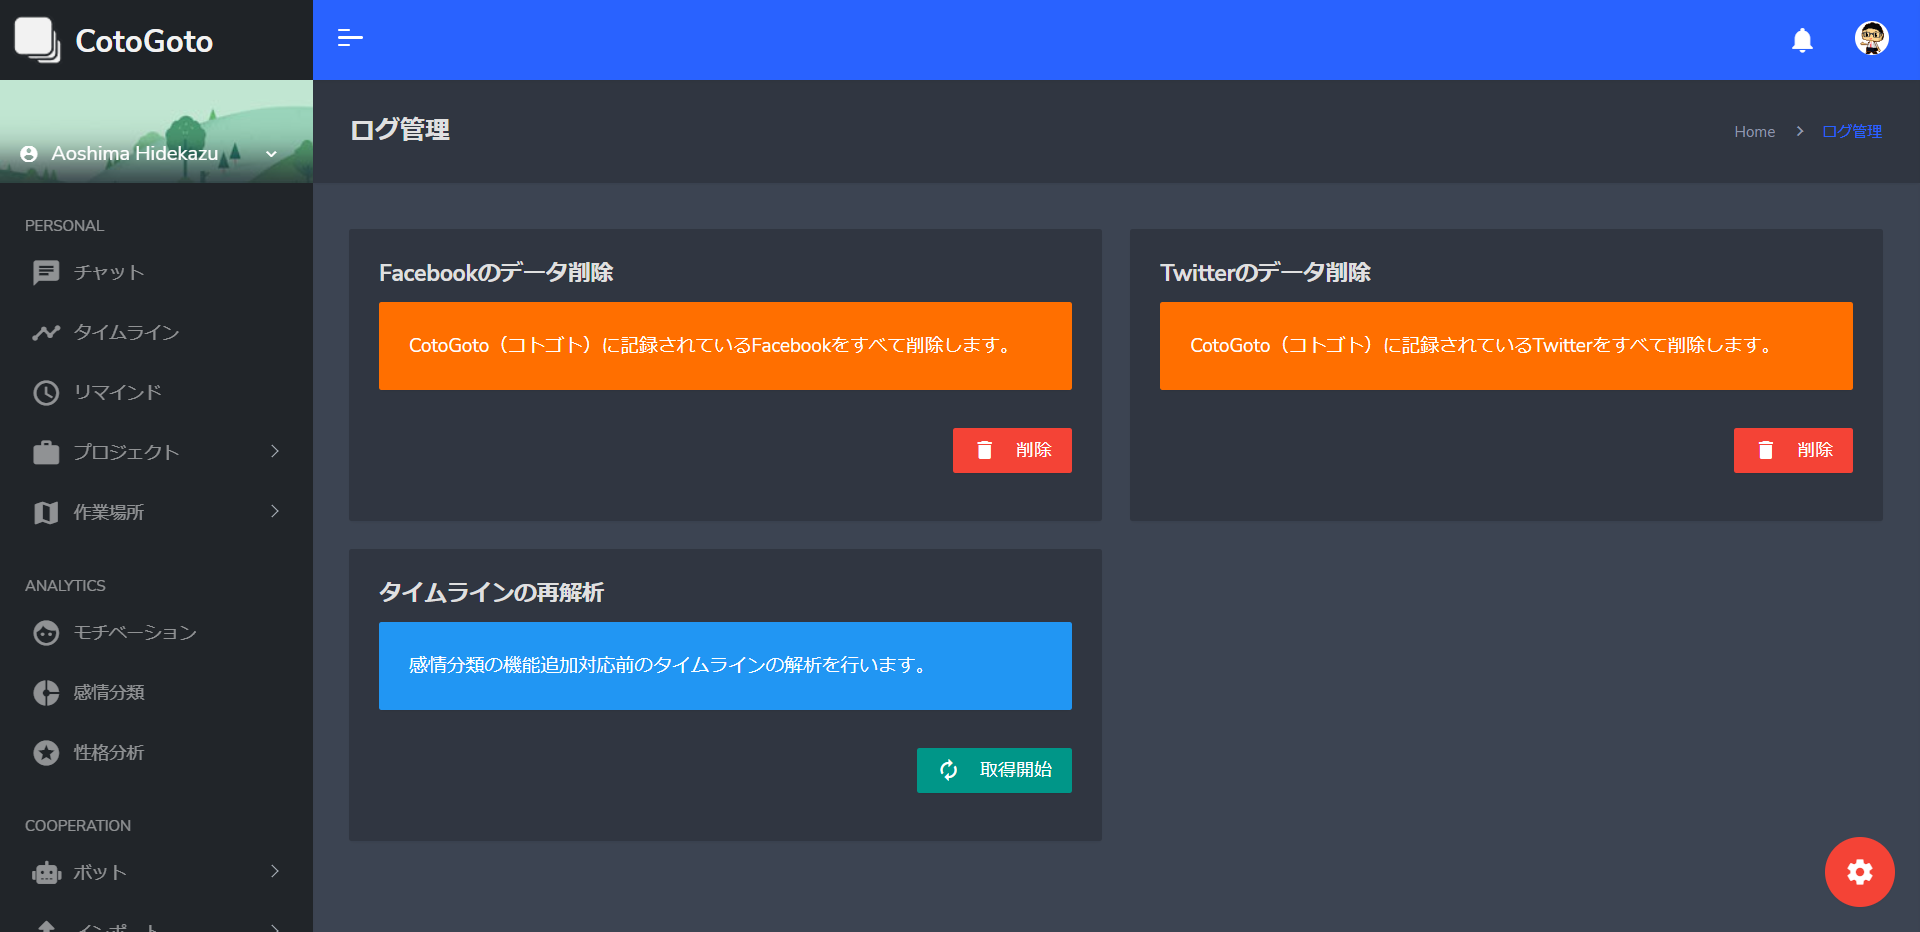 CotoGoto
Aoshima Hidekazu
PERSONAL
チャット
タイムライン
リマインド
プロジェクト
作業場所
ANALYTICS
モチベーション
感情分類
性格分析
COOPERATION
ボット
インポート
ログ管理
Home
ログ管理
Facebookのデータ削除
CotoGoto（コトゴト）に記録されているFacebookをすべて削除します。
削除
Twitterのデータ削除
CotoGoto（コトゴト）に記録されているTwitterをすべて削除します。
削除
タイムラインの再解析
感情分類の機能追加対応前のタイムラインの解析を行います。
取得開始